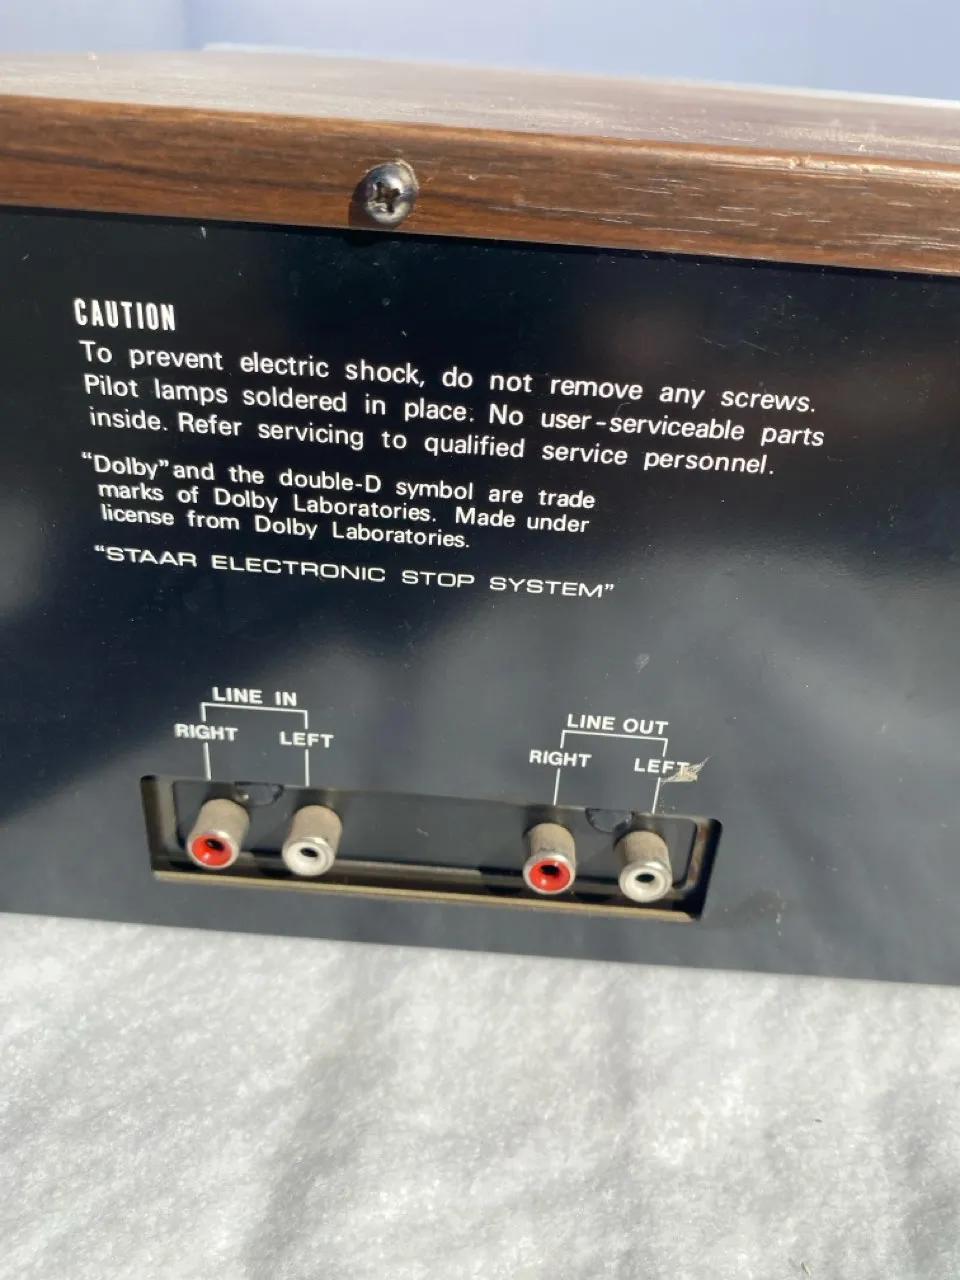 CAUTION
To prevent electric shock, do not remove any screws.
Pilot lamps soldered in place. No user-serviceable parts
inside. Refer servicing to qualified service personnel.
“Dolby” and the double-D symbol are trade
marks of Dolby Laboratories. Made under
license from Dolby Laboratories.
“STAAR ELECTRONIC STOP SYSTEM”
LINE IN
RIGHT LEFT
LINE OUT
RIGHT LEFT